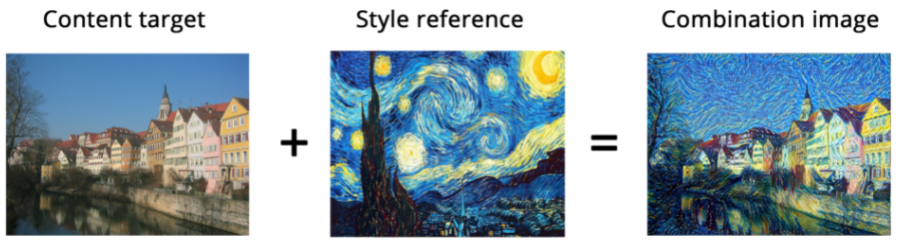 Content target
Style reference
Combination image
+
=